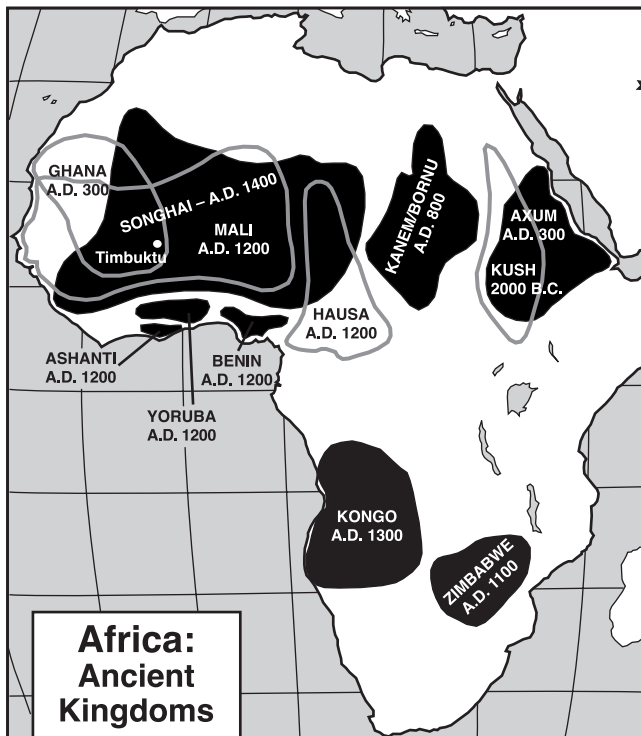 GHANA
A.D. 300
SONGHAI – A.D. 1400
MALI
A.D. 1200
Timbuktu
KANEM/BORNU
A.D. 800
AXUM
A.D. 300
KUSH
2000 B.C.
HAUSA
A.D. 1200
ASHANTI
A.D. 1200
BENIN
A.D. 1200
YORUBA
A.D. 1200
KONGO
A.D. 1300
ZIMBABWE
A.D. 1100
Africa:
Ancient
Kingdoms